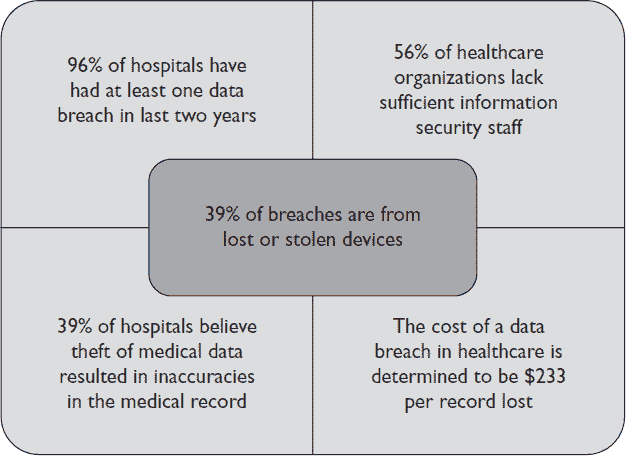 96% of hospitals have
had at least one data
breach in last two years
56% of healthcare
organizations lack
sufficient information
security staff
39% of breaches are from
lost or stolen devices
39% of hospitals believe
theft of medical data
resulted in inaccuracies
in the medical record
The cost of a data
breach in healthcare is
determined to be $233
per record lost